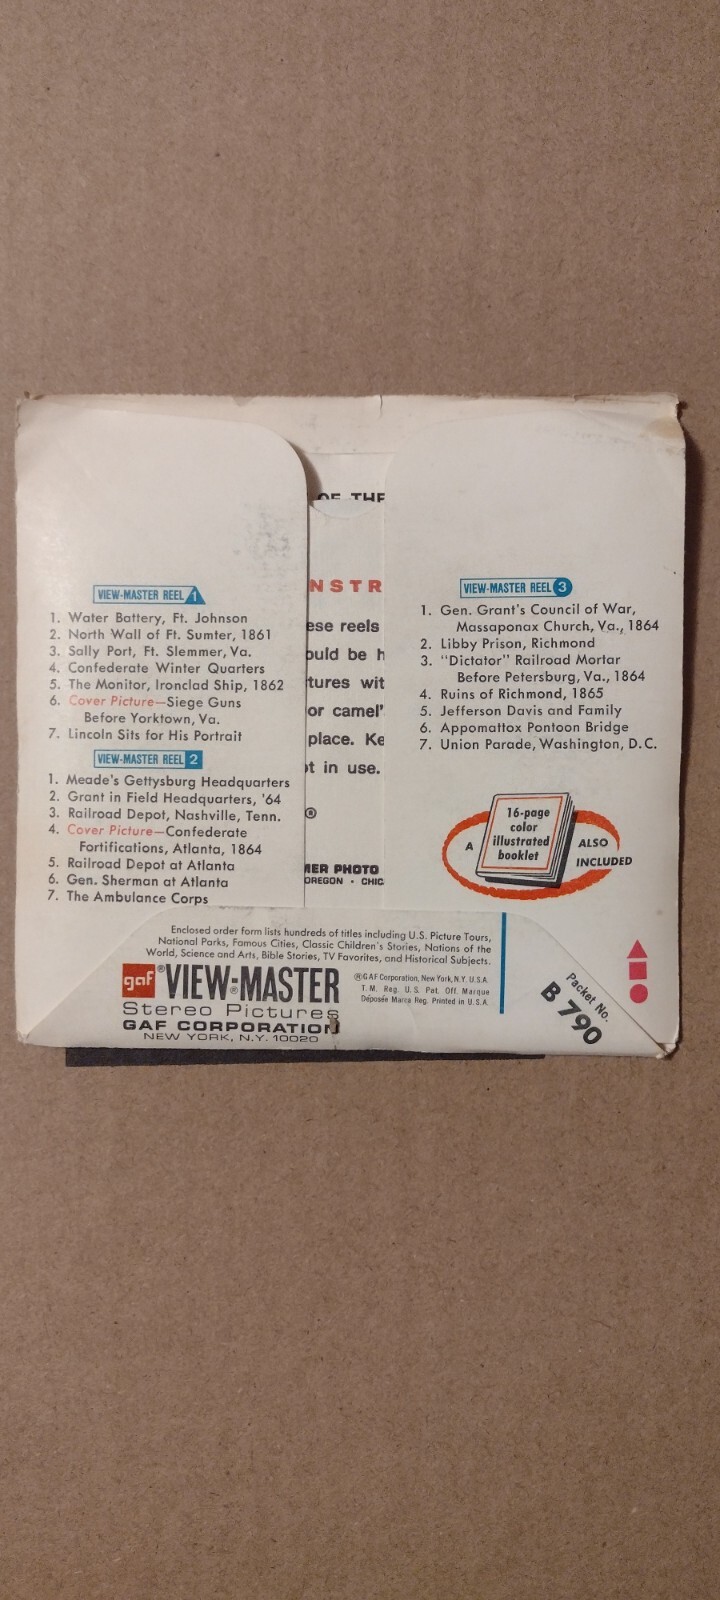 VIEW-MASTER REEL 1
1. Water Battery, Ft. Johnson
2. North Wall of Ft. Sumter, 1861
3. Sally Port, Ft. Slemmer, Va.
4. Confederate Winter Quarters
5. The Monitor, Ironclad Ship, 1862
6. Cover Picture—Siege Guns
Before Yorktown, Va.
7. Lincoln Sits for His Portrait
VIEW-MASTER REEL 2
1. Meade's Gettysburg Headquarters
2. Grant in Field Headquarters, '64
3. Railroad Depot, Nashville, Tenn.
4. Cover Picture—Confederate
Fortifications, Atlanta, 1864
5. Railroad Depot at Atlanta
6. Gen. Sherman at Atlanta
7. The Ambulance Corps
OF THE
NSTR
ese reels
ould be h
tures wit
or camel'
place. Ke
ot in use.
®
MER PHOTO
OREGON • CHIC
VIEW-MASTER REEL 3
1. Gen. Grant's Council of War,
Massaponax Church, Va., 1864
2. Libby Prison, Richmond
3. "Dictator" Railroad Mortar
Before Petersburg, Va., 1864
4. Ruins of Richmond, 1865
5. Jefferson Davis and Family
6. Appomattox Pontoon Bridge
7. Union Parade, Washington, D.C.
A
16-page
color
illustrated
booklet
ALSO
INCLUDED
Enclosed order form lists hundreds of titles including U.S. Picture Tours,
National Parks, Famous Cities, Classic Children's Stories, Nations of the
World, Science and Arts, Bible Stories, TV Favorites, and Historical Subjects.
gaf® VIEW-MASTER®
Stereo Pictures
GAF CORPORATION
NEW YORK, N.Y. 10020
®GAF Corporation, New York, N.Y. U.S.A.
T. M. Reg. U.S. Pat. Off. Marque
Déposée Marca Reg. Printed in U.S.A.
Packet No.
B 790